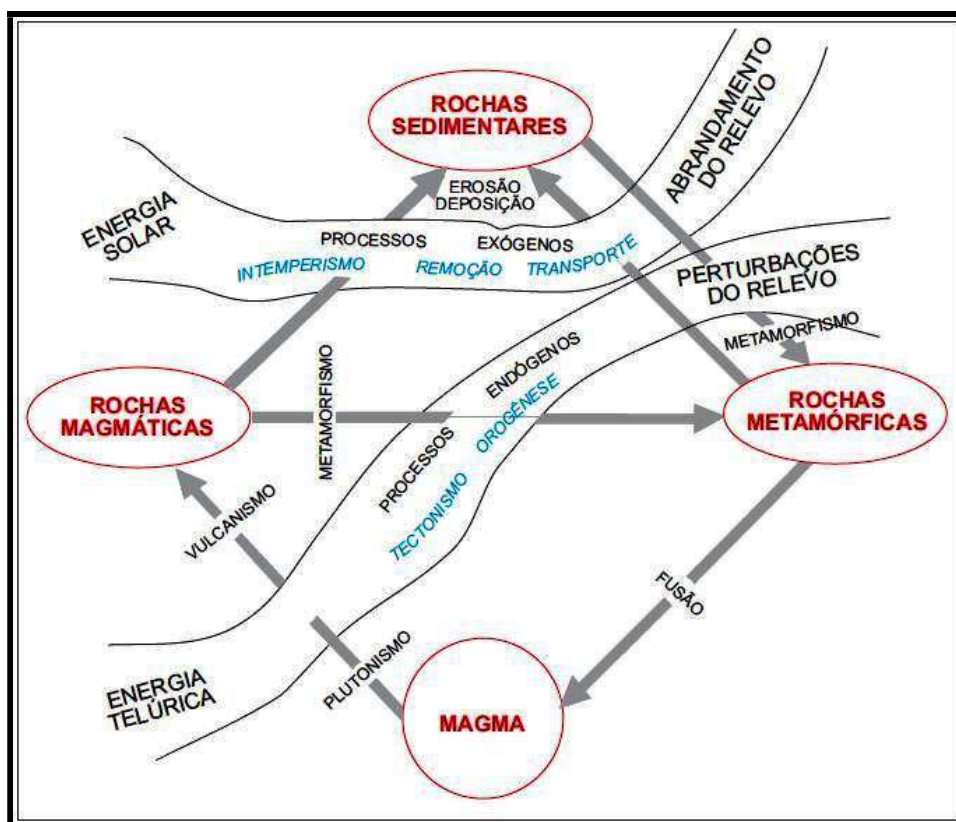 ROCHAS
SEDIMENTARES
ABRANDAMENTO
DO RELEVO
EROSÃO
DEPOSIÇÃO
ENERGIA
SOLAR
PROCESSOS EXÓGENOS
INTEMPERISMO REMOÇÃO TRANSPORTE
PERTURBAÇÕES
DO RELEVO
METAMORFISMO
ROCHAS
MAGMÁTICAS
METAMORFISMO
PROCESSOS ENDÓGENOS
TECTONISMO OROGÊNESE
ROCHAS
METAMÓRFICAS
VULCANISMO
FUSÃO
PLUTONISMO
ENERGIA
TELÚRICA
MAGMA